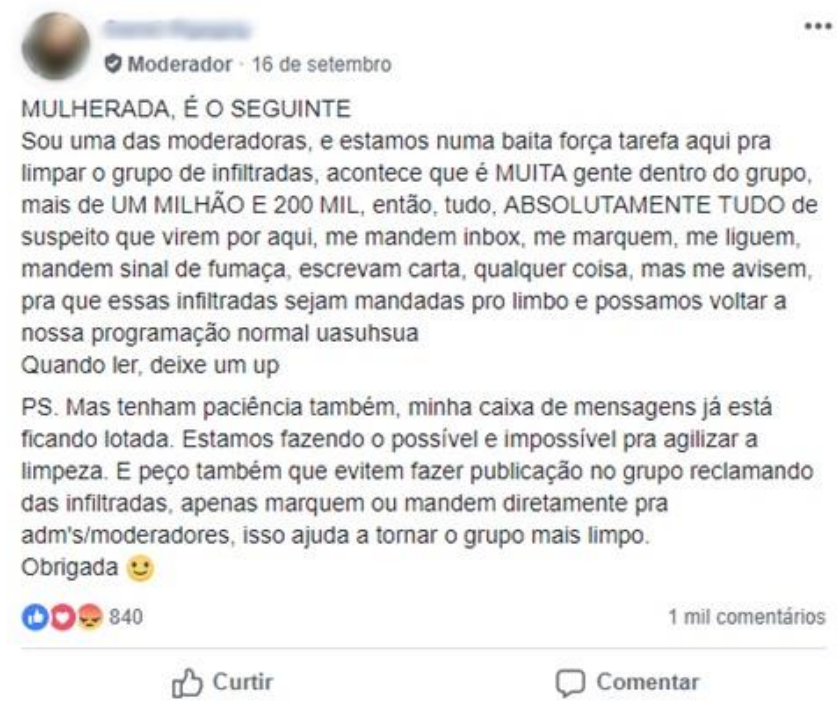 Moderador · 16 de setembro
MULHERADA, É O SEGUINTE
Sou uma das moderadoras, e estamos numa baita força tarefa aqui pra
limpar o grupo de infiltradas, acontece que é MUITA gente dentro do grupo,
mais de UM MILHÃO E 200 MIL, então, tudo, ABSOLUTAMENTE TUDO de
suspeito que virem por aqui, me mandem inbox, me marquem, me liguem,
mandem sinal de fumaça, escrevam carta, qualquer coisa, mas me avisem,
pra que essas infiltradas sejam mandadas pro limbo e possamos voltar a
nossa programação normal uasuhsua
Quando ler, deixe um up
PS. Mas tenham paciência também, minha caixa de mensagens já está
ficando lotada. Estamos fazendo o possível e impossível pra agilizar a
limpeza. E peço também que evitem fazer publicação no grupo reclamando
das infiltradas, apenas marquem ou mandem diretamente pra
adm's/moderadores, isso ajuda a tornar o grupo mais limpo.
Obrigada 🙂
840
1 mil comentários
Curtir
Comentar